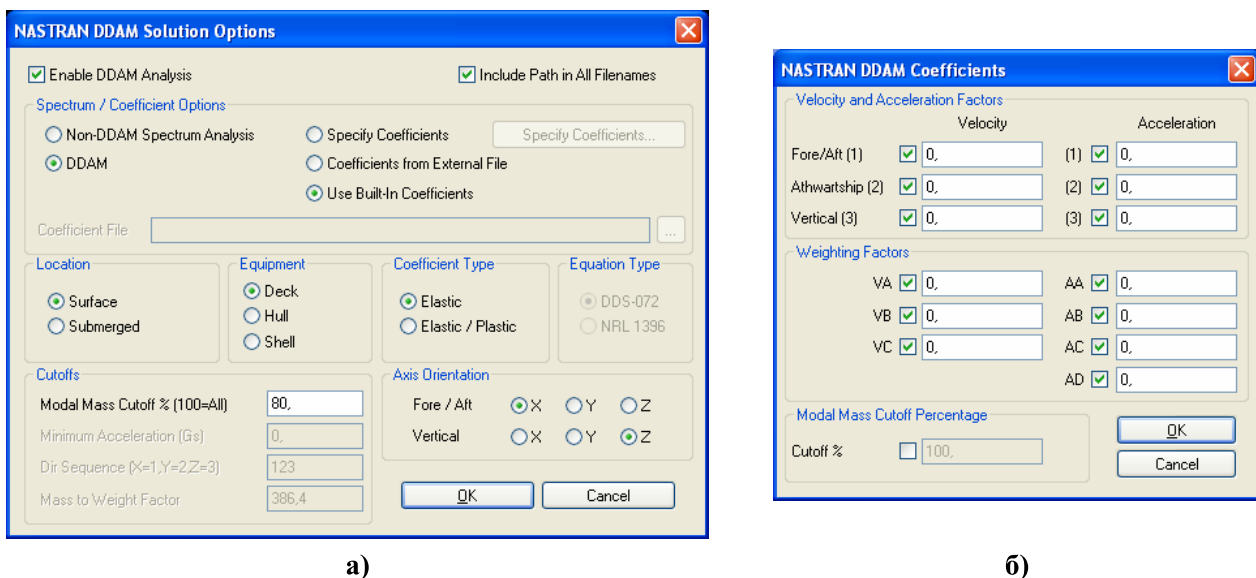 NASTRAN DDAM Solution Options
Enable DDAM Analysis
Include Path in All Filenames
Spectrum / Coefficient Options
Non-DDAM Spectrum Analysis
Specify Coefficients
Specify Coefficients...
DDAM
Coefficients from External File
Use Built-In Coefficients
Coefficient File
...
Location
Surface
Submerged
Equipment
Deck
Hull
Shell
Coefficient Type
Elastic
Elastic / Plastic
Equation Type
DDS-072
NRL 1396
Cutoffs
Modal Mass Cutoff % (100=All)
80,
Minimum Acceleration (Gs)
0,
Dir Sequence (X=1,Y=2,Z=3)
123
Mass to Weight Factor
386,4
Axis Orientation
Fore / Aft X Y Z
Vertical X Y Z
OK
Cancel
а)
NASTRAN DDAM Coefficients
Velocity and Acceleration Factors
Velocity Acceleration
Fore/Aft (1) 0, (1) 0,
Athwartship (2) 0, (2) 0,
Vertical (3) 0, (3) 0,
Weighting Factors
VA 0, AA 0,
VB 0, AB 0,
VC 0, AC 0,
AD 0,
Modal Mass Cutoff Percentage
Cutoff % 100,
OK
Cancel
б)